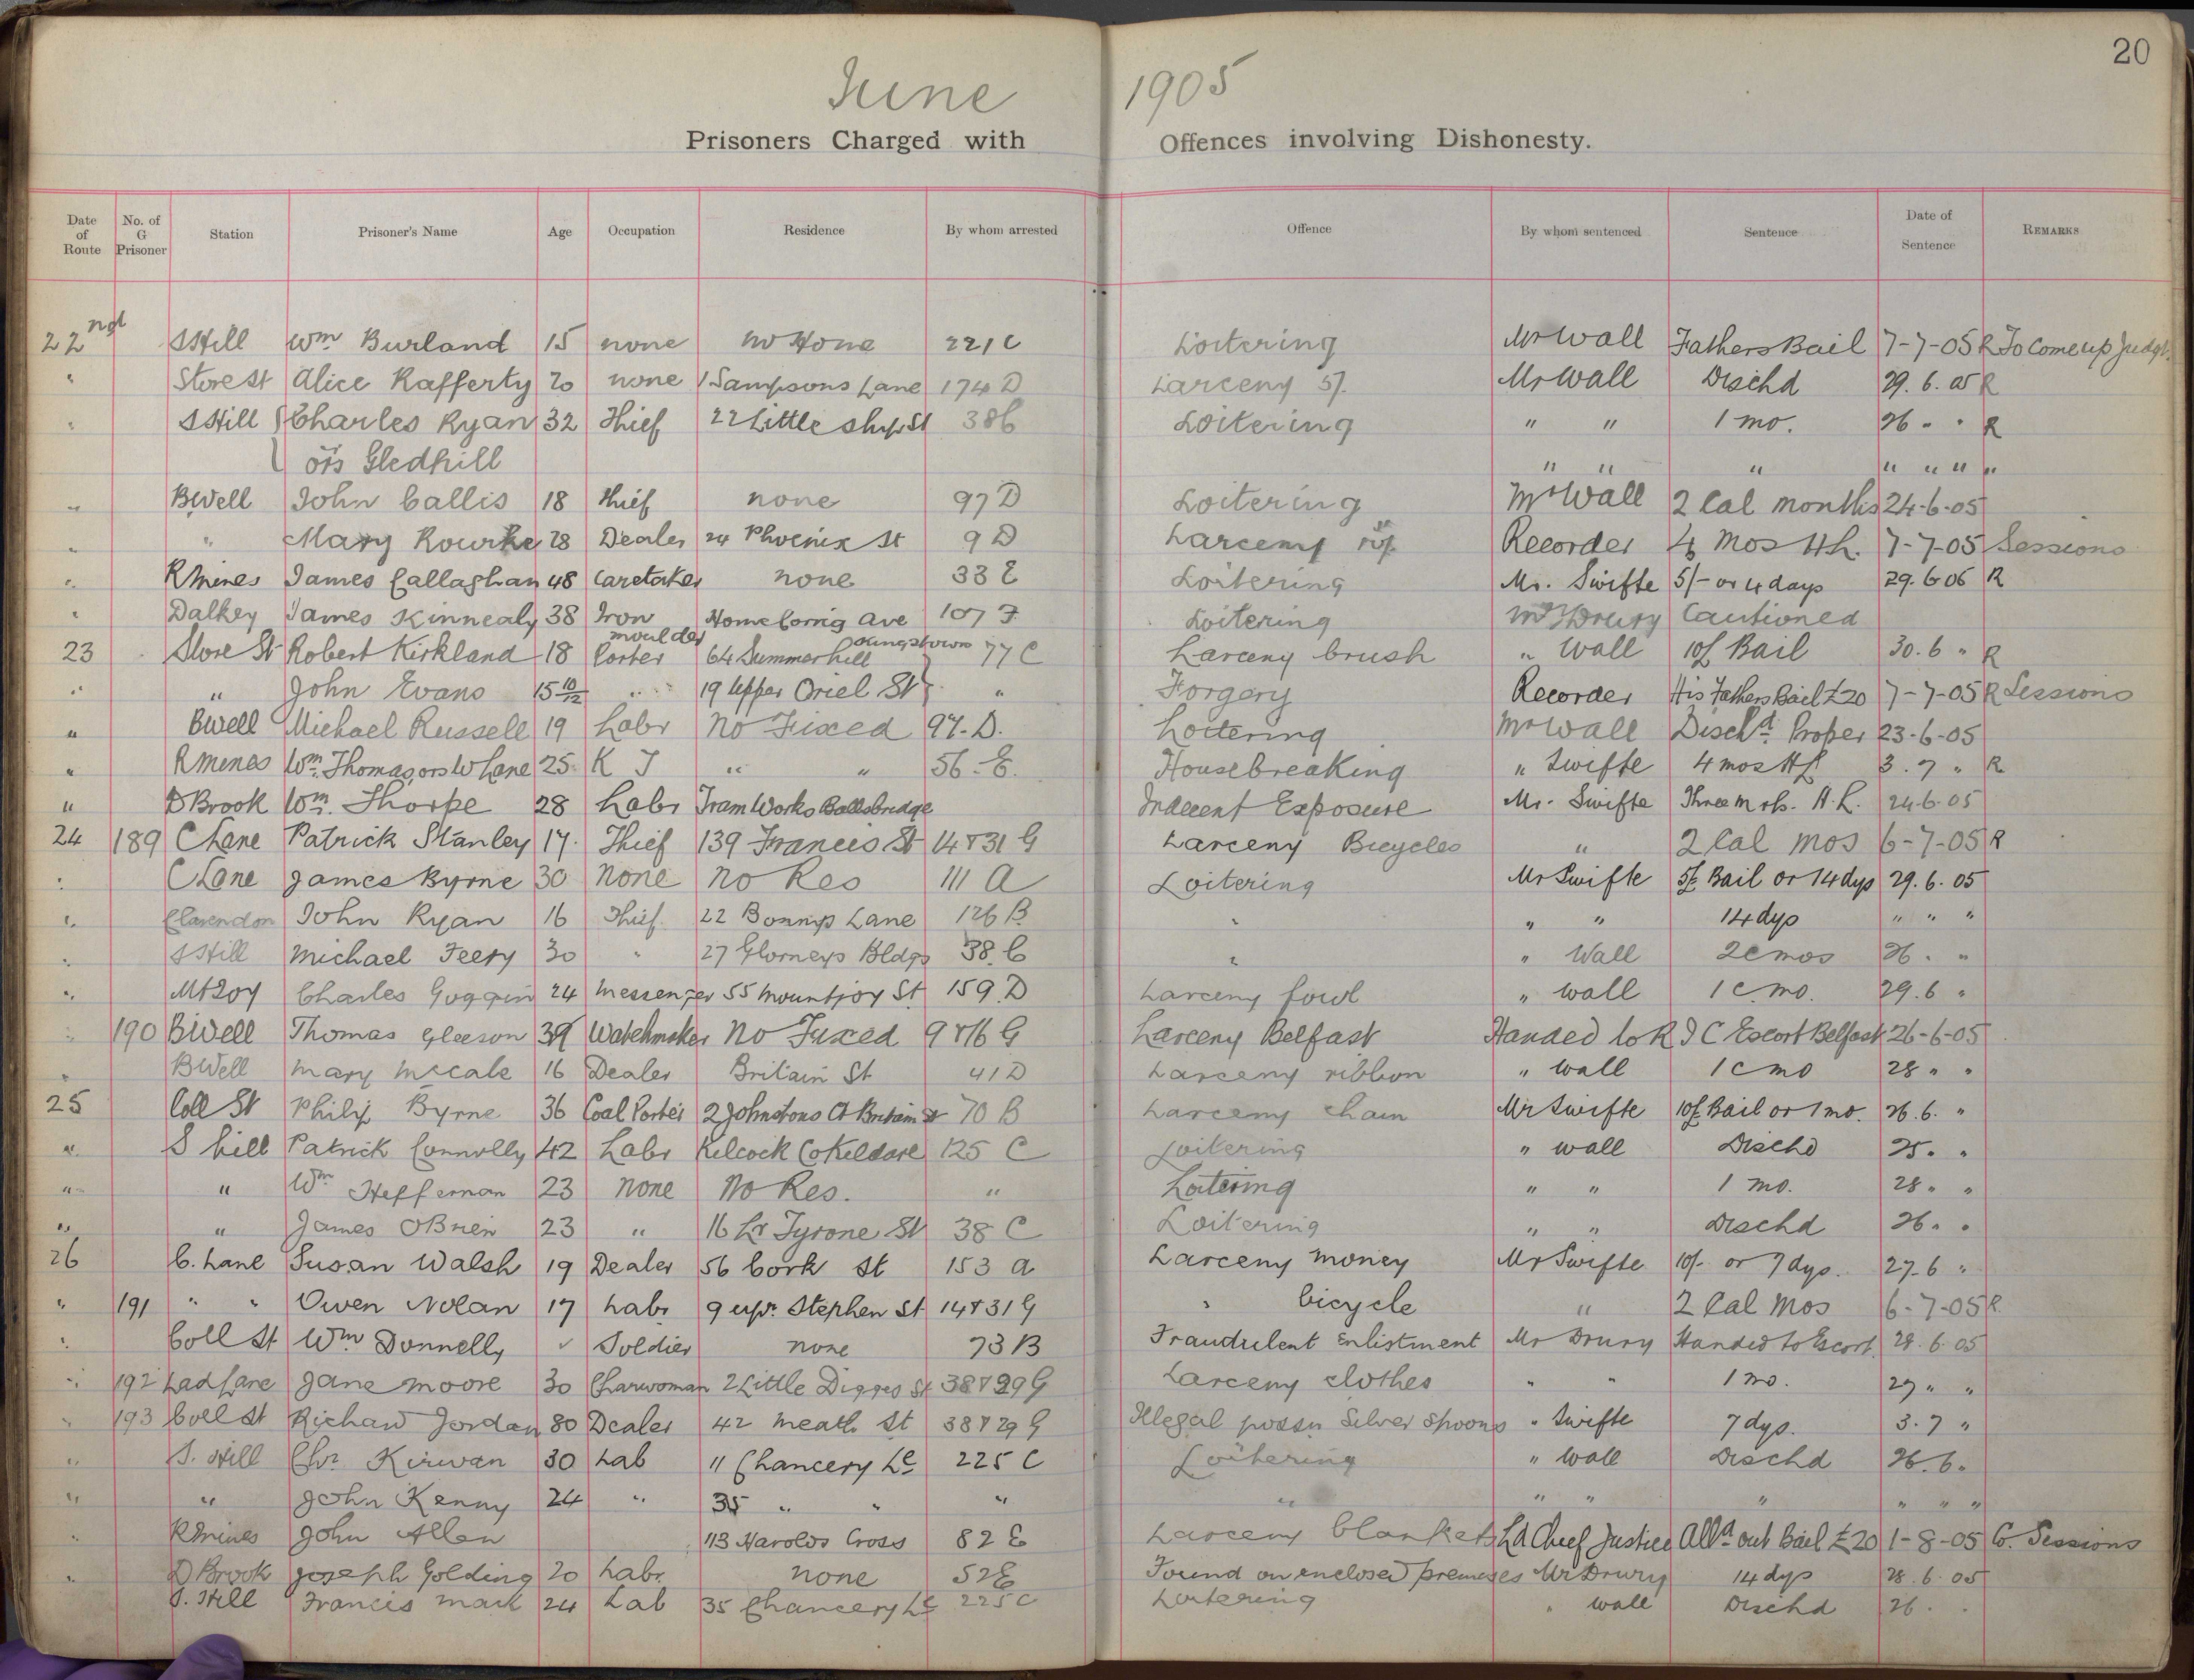 20
June 1905
Prisoners Charged with Offences involving Dishonesty.
Date of Route No. of G Prisoner Station Prisoner's Name Age Occupation Residence By whom arrested Offence By whom sentenced Sentence Date of Sentence REMARKS
22nd SHill Wm Burland 15 none no Home 221 C Loitering Mr Wall Fathers Bail 7-7-05 R To Come up Judgt.
" Store St Alice Rafferty 20 none 1 Sampsons Lane 174 D Larceny 5/. Mr Wall Dischd 29. 6. 05 R
" SHill Charles Ryan 32 Thief 22 Little Ship St 38C Loitering " " 1 mo. 26 " " R
ors Gledhill " " " " " " "
" BWell John Callis 18 thief none 97 D Loitering Mr Wall 2 Cal months 24-6-05
" " Mary Rourke 28 Dealer 24 Phoenix St 9 D Larceny Recorder 4 Mos HL. 7-7-05 Sessions
" RMines James Callaghan 48 Caretaker none 33 E Loitering Mr. Swifte 5/- or 4 days 29. 6 05 R
" Dalkey James Kinnealy 38 Iron moulder Home Corrig Ave Kingstown 107 F Loitering Mr Drury Cautioned
23 Store St Robert Kirkland 18 Porter 64 Summerhill 77 C Larceny brush " Wall 10/ Bail 30. 6 " R
" " John Evans 15 10/12 " " 19 Upper Oriel St " Forgery Recorder His Fathers Bail £20 7-7-05 R Sessions
" Bwell Michael Russell 19 Labr No Fixed 97. D. Loitering Mr Wall Dischd. Proper 23-6-05
" RMines Wm. Thomas ors W Lane 25 K J " " 56. E. Housebreaking " Swifte 4 mos HL 3. 7 " R
" DBrook Wm. Thorpe 28 Labr Tram Works Ballsbridge Indecent Exposure Mr. Swifte Three mths. H.L. 24.6.05
24 189 C Lane Patrick Stanley 17. Thief 139 Francis St 14 & 31 G Larceny Bicycles " 2 Cal Mos 6-7-05 R
" C Lane James Byrne 30 none no Res 111 A Loitering Mr Swifte 5£ Bail or 14 dys 29. 6. 05
" Clarendon John Ryan 16 Thief. 22 Bonnys Lane 126 B " " " 14 dys " " "
" SHill Michael Feery 30 " 27 Glorneys Bldgs 38. C " " Wall 2 c mos 26. "
" MtJoy Charles Goggin 24 Messenger 55 Mountjoy St 159. D Larceny fowl " Wall 1 c. mo. 29. 6 "
" 190 BWell Thomas Gleeson 39 Watchmaker No Fixed 9 & 16 G Larceny Belfast Handed to R I C Escort Belfast 26-6-05
" BWell Mary McCabe 16 Dealer Britain St 41 D Larceny ribbon " Wall 1 c mo 28 " "
25 Coll St Philip Byrne 36 Coal Porter 2 Johnstons Ct Britain St 70 B Larceny chain Mr Swifte 10£ Bail or 1 mo. 26. 6. "
" S hill Patrick Connolly 42 Labr Kilcock Co Kildare 125 C Loitering " Wall Dischd 25. "
" " Wm Heffernan 23 none No Res. " Loitering " " 1 mo. 28 " "
" " James OBrien 23 " 16 Lr Tyrone St 38 C Loitering " " Dischd 26. "
26 C. Lane Susan Walsh 19 Dealer 56 Cork St 153 A Larceny money Mr Swifte 10/- or 7 dys. 27. 6 "
" 191 " " Owen Nolan 17 Labr 9 upr. Stephen St 14 & 31 G " bicycle " 2 Cal Mos 6-7-05 R.
" Coll St Wm Donnelly Soldier none 73 B Fraudulent Enlistment Mr Drury Handed to Escort. 28. 6. 05
" 192 Lad Lane Jane Moore 30 Charwoman 2 Little Digges St 38 & 29 G Larceny clothes " " 1 mo. 27 " "
" 193 Coll St Richard Jordan 80 Dealer 42 Meath St 38 & 29 G Illegal possn Silver Spoons " Swifte 7 dys. 3. 7 "
" S. Hill Chr. Kirwan 30 Lab 11 Chancery Le 225 C Loitering " Wall Dischd 26. 6.
" " John Kenny 24 " 35 " " " " " " " " " "
" RMines John Allen 113 Harolds Cross 82 E Larceny blankets Ld Chief Justice Alld out Bail £20 1-8-05 C. Sessions
" D Brook Joseph Golding 20 Labr. none 52 E Found on enclosed premises Mr Drury 14 dys 28. 6. 05
S. Hill Francis Mack 24 Lab 35 Chancery Le 225 C Loitering " Wall Dischd 26. "